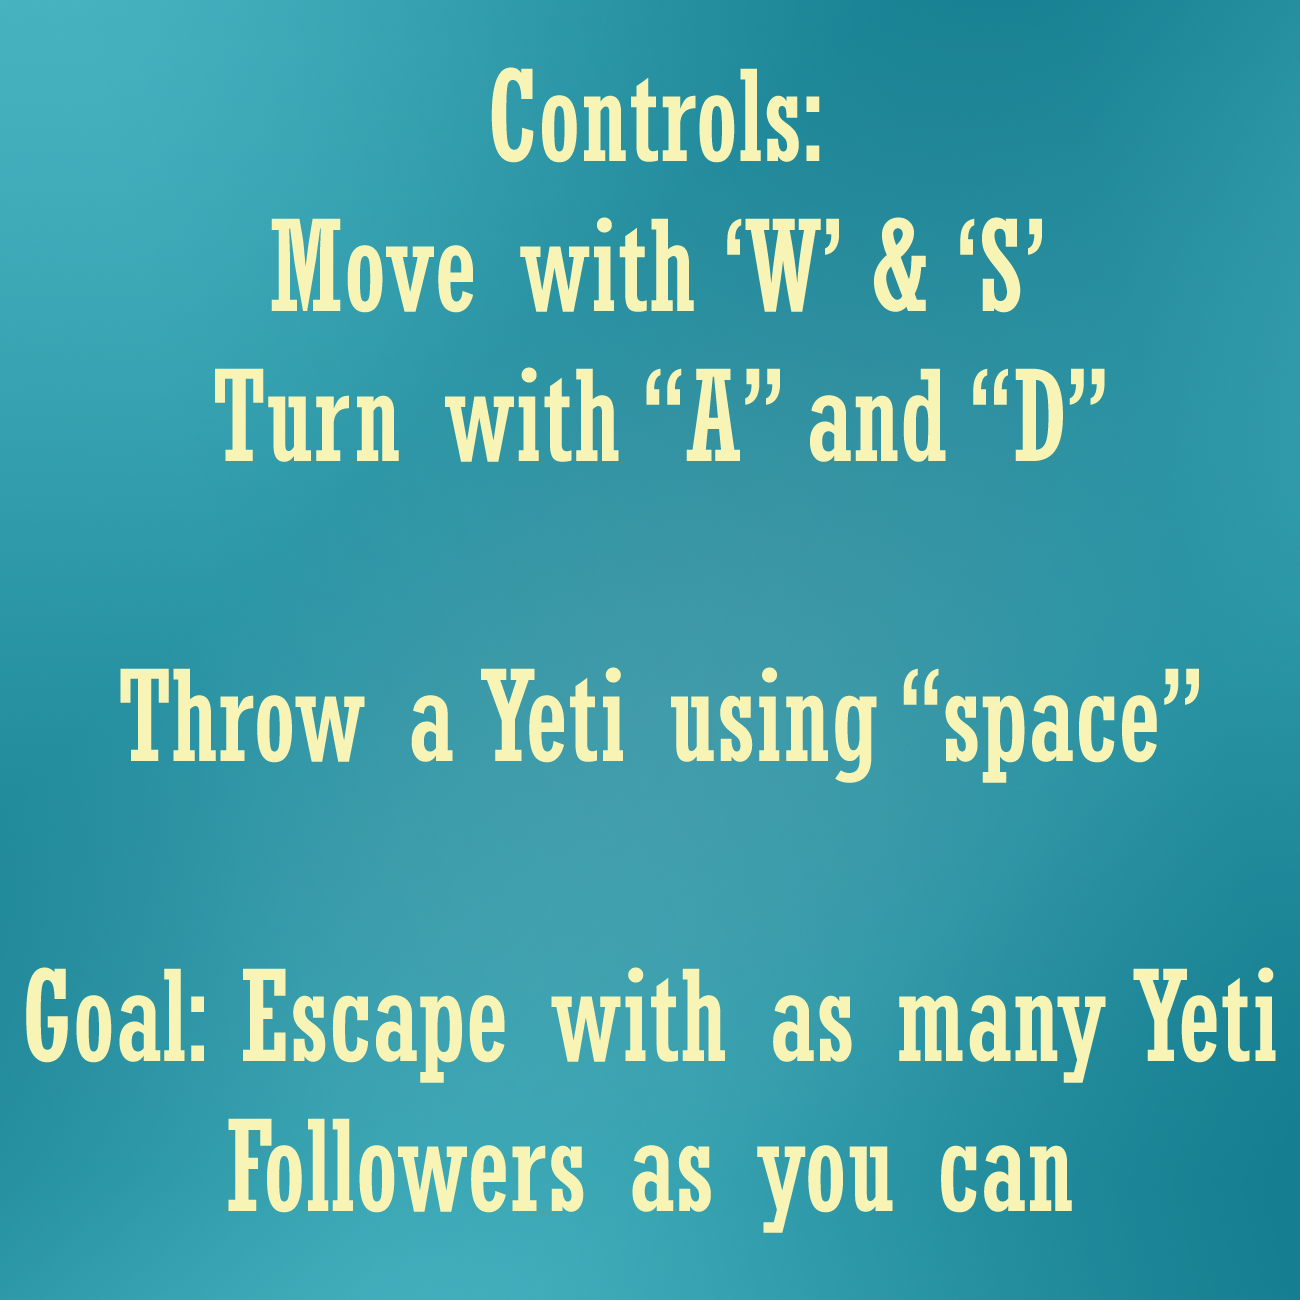 Controls:
Move with ‘W’ & ‘S’
Turn with “A” and “D”
Throw a Yeti using “space”
Goal: Escape with as many Yeti
Followers as you can